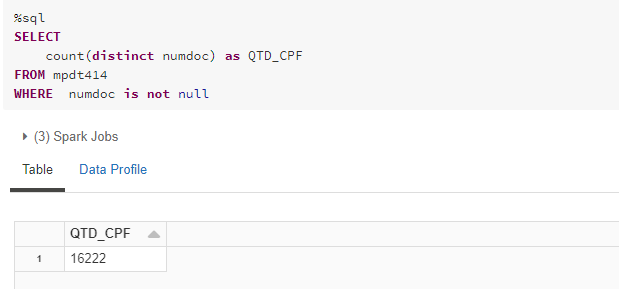 %sql
SELECT
count(distinct numdoc) as QTD_CPF
FROM mpdt414
WHERE numdoc is not null
(3) Spark Jobs
Table Data Profile
QTD_CPF
1 16222